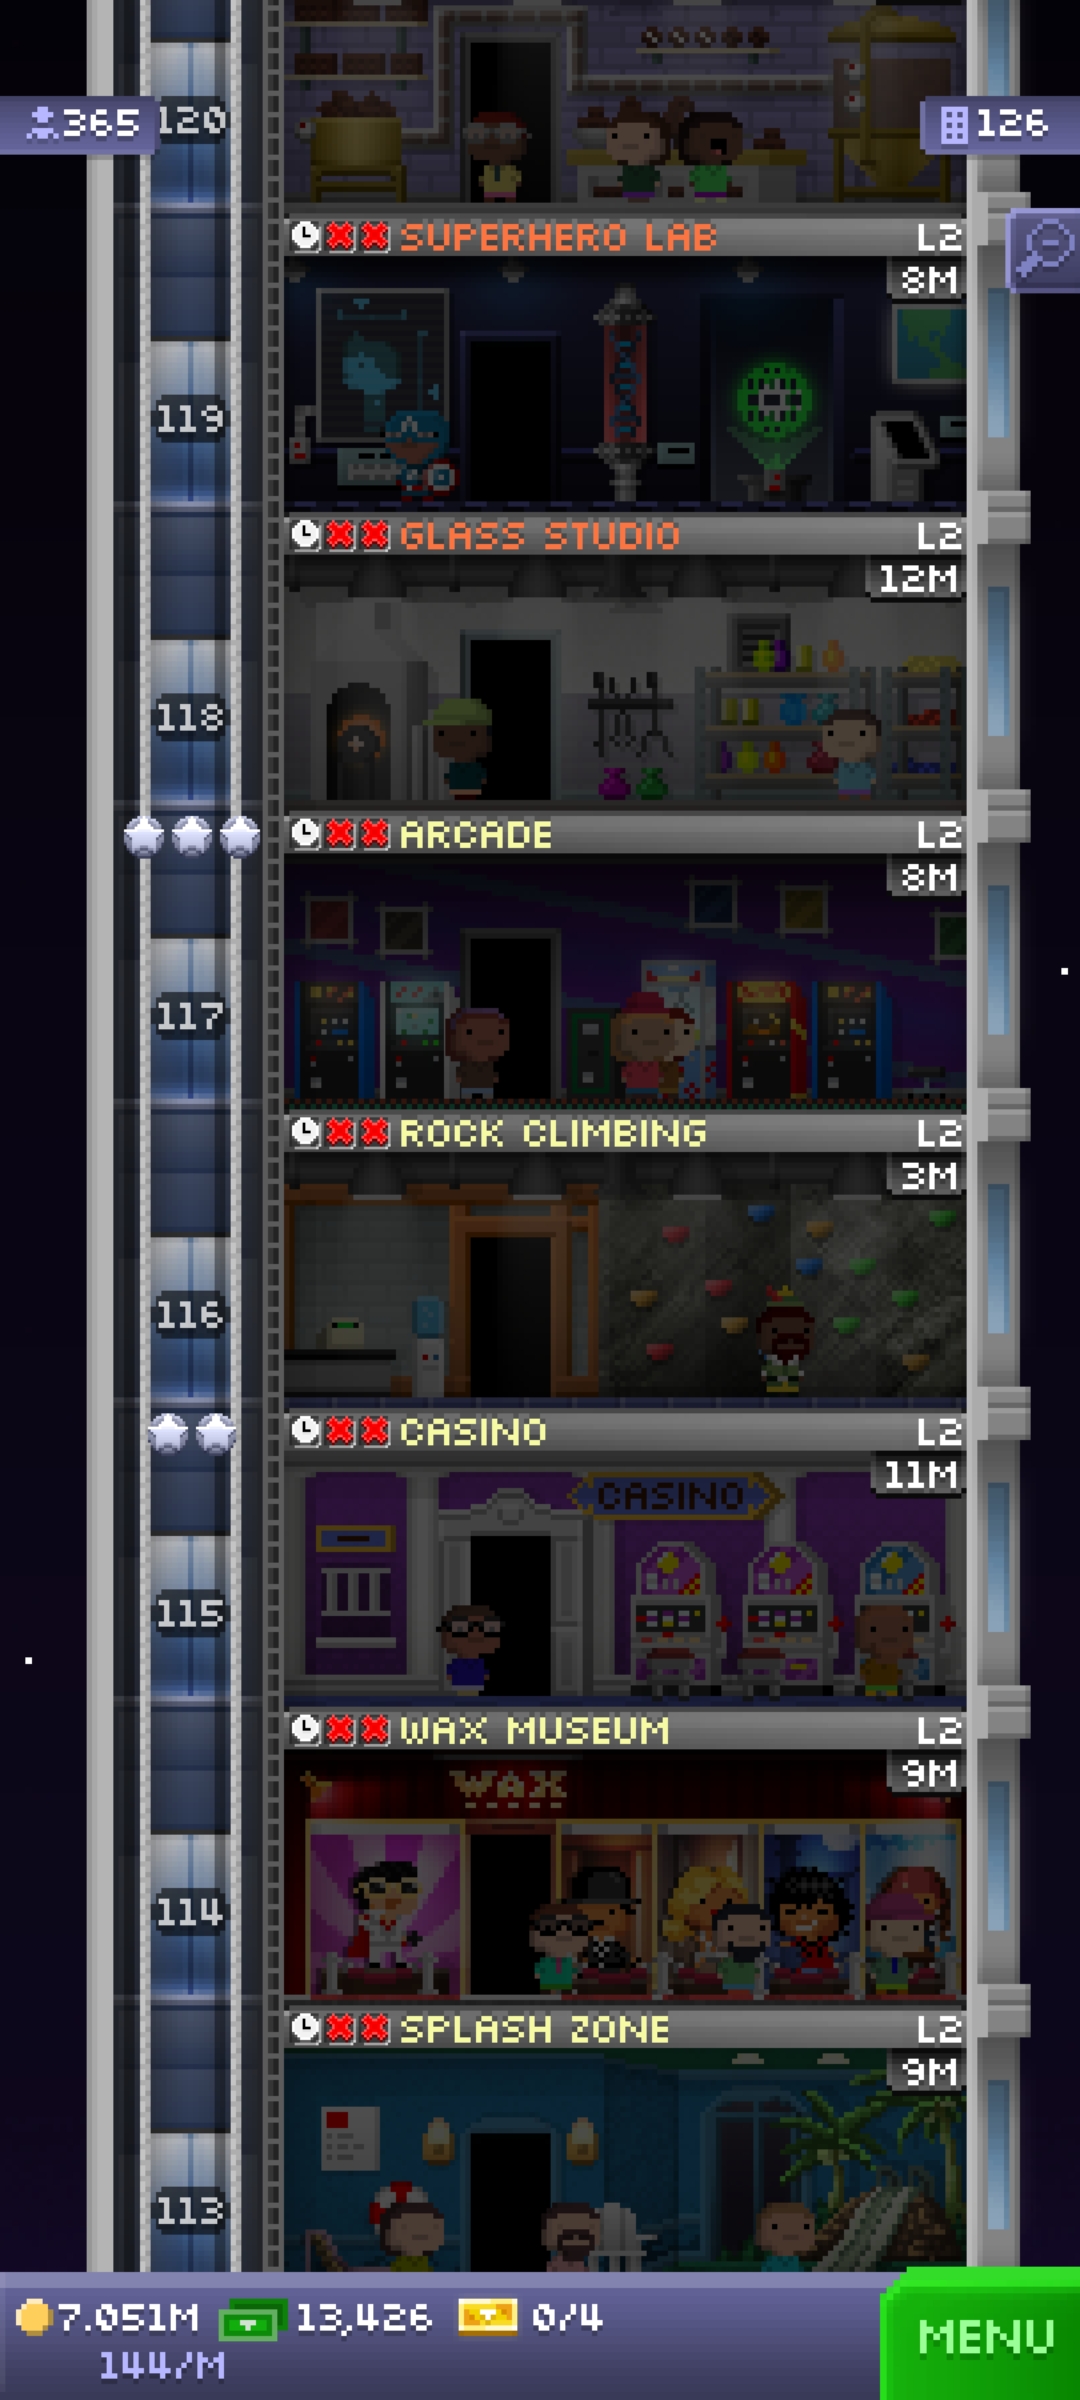 365
120
126
SUPERHERO LAB L2
8M
119
GLASS STUDIO L2
12M
118
ARCADE L2
8M
117
ROCK CLIMBING L2
3M
116
CASINO L2
11M
CASINO
115
WAX MUSEUM L2
9M
WAX
114
SPLASH ZONE L2
9M
113
7.051M 13,426 0/4
144/M
MENU